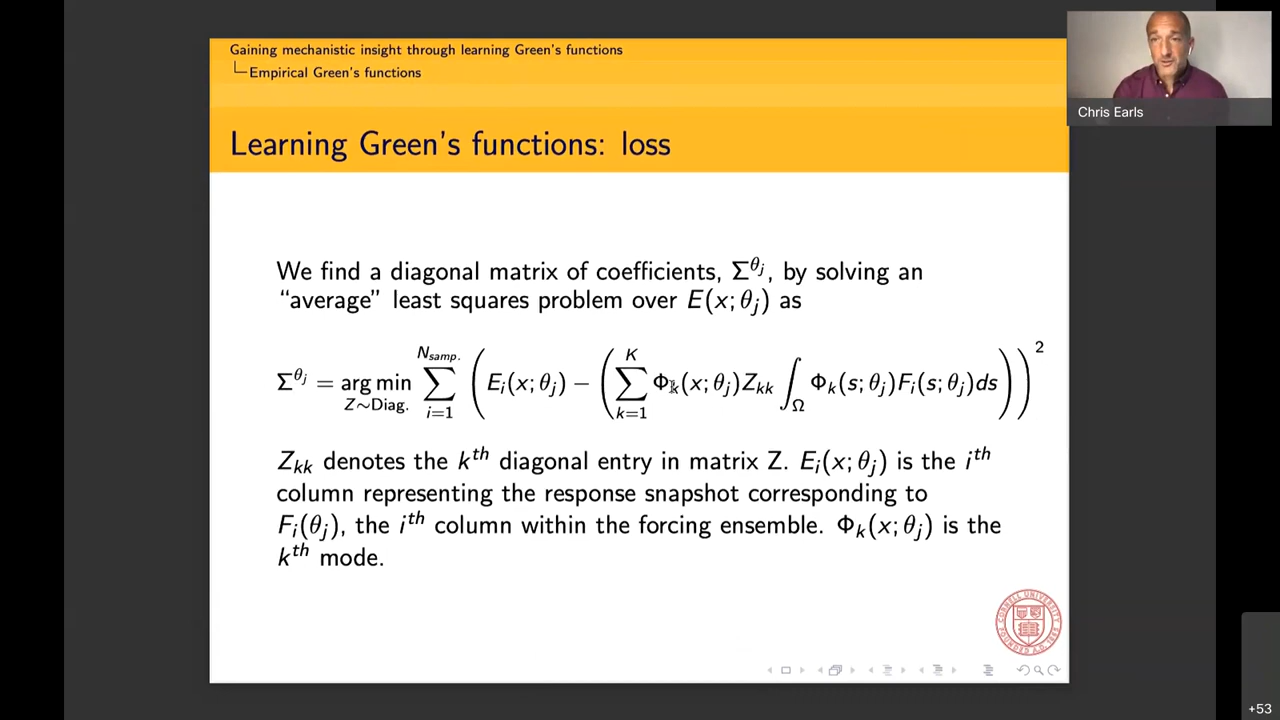 Gaining mechanistic insight through learning Green's functions
Empirical Green's functions
Chris Earls
Learning Green's functions: loss
We find a diagonal matrix of coefficients, Σ^{θ_j}, by solving an
“average” least squares problem over E(x; θ_j) as
Σ^{θ_j} = arg min_{Z∼Diag.} ∑_{i=1}^{N_{samp.}} ( E_i(x; θ_j) − ( ∑_{k=1}^{K} Φ_k(x; θ_j)Z_{kk} ∫_Ω Φ_k(s; θ_j)F_i(s; θ_j)ds ) )^2
Z_{kk} denotes the k^{th} diagonal entry in matrix Z. E_i(x; θ_j) is the i^{th}
column representing the response snapshot corresponding to
F_i(θ_j), the i^{th} column within the forcing ensemble. Φ_k(x; θ_j) is the
k^{th} mode.
+53